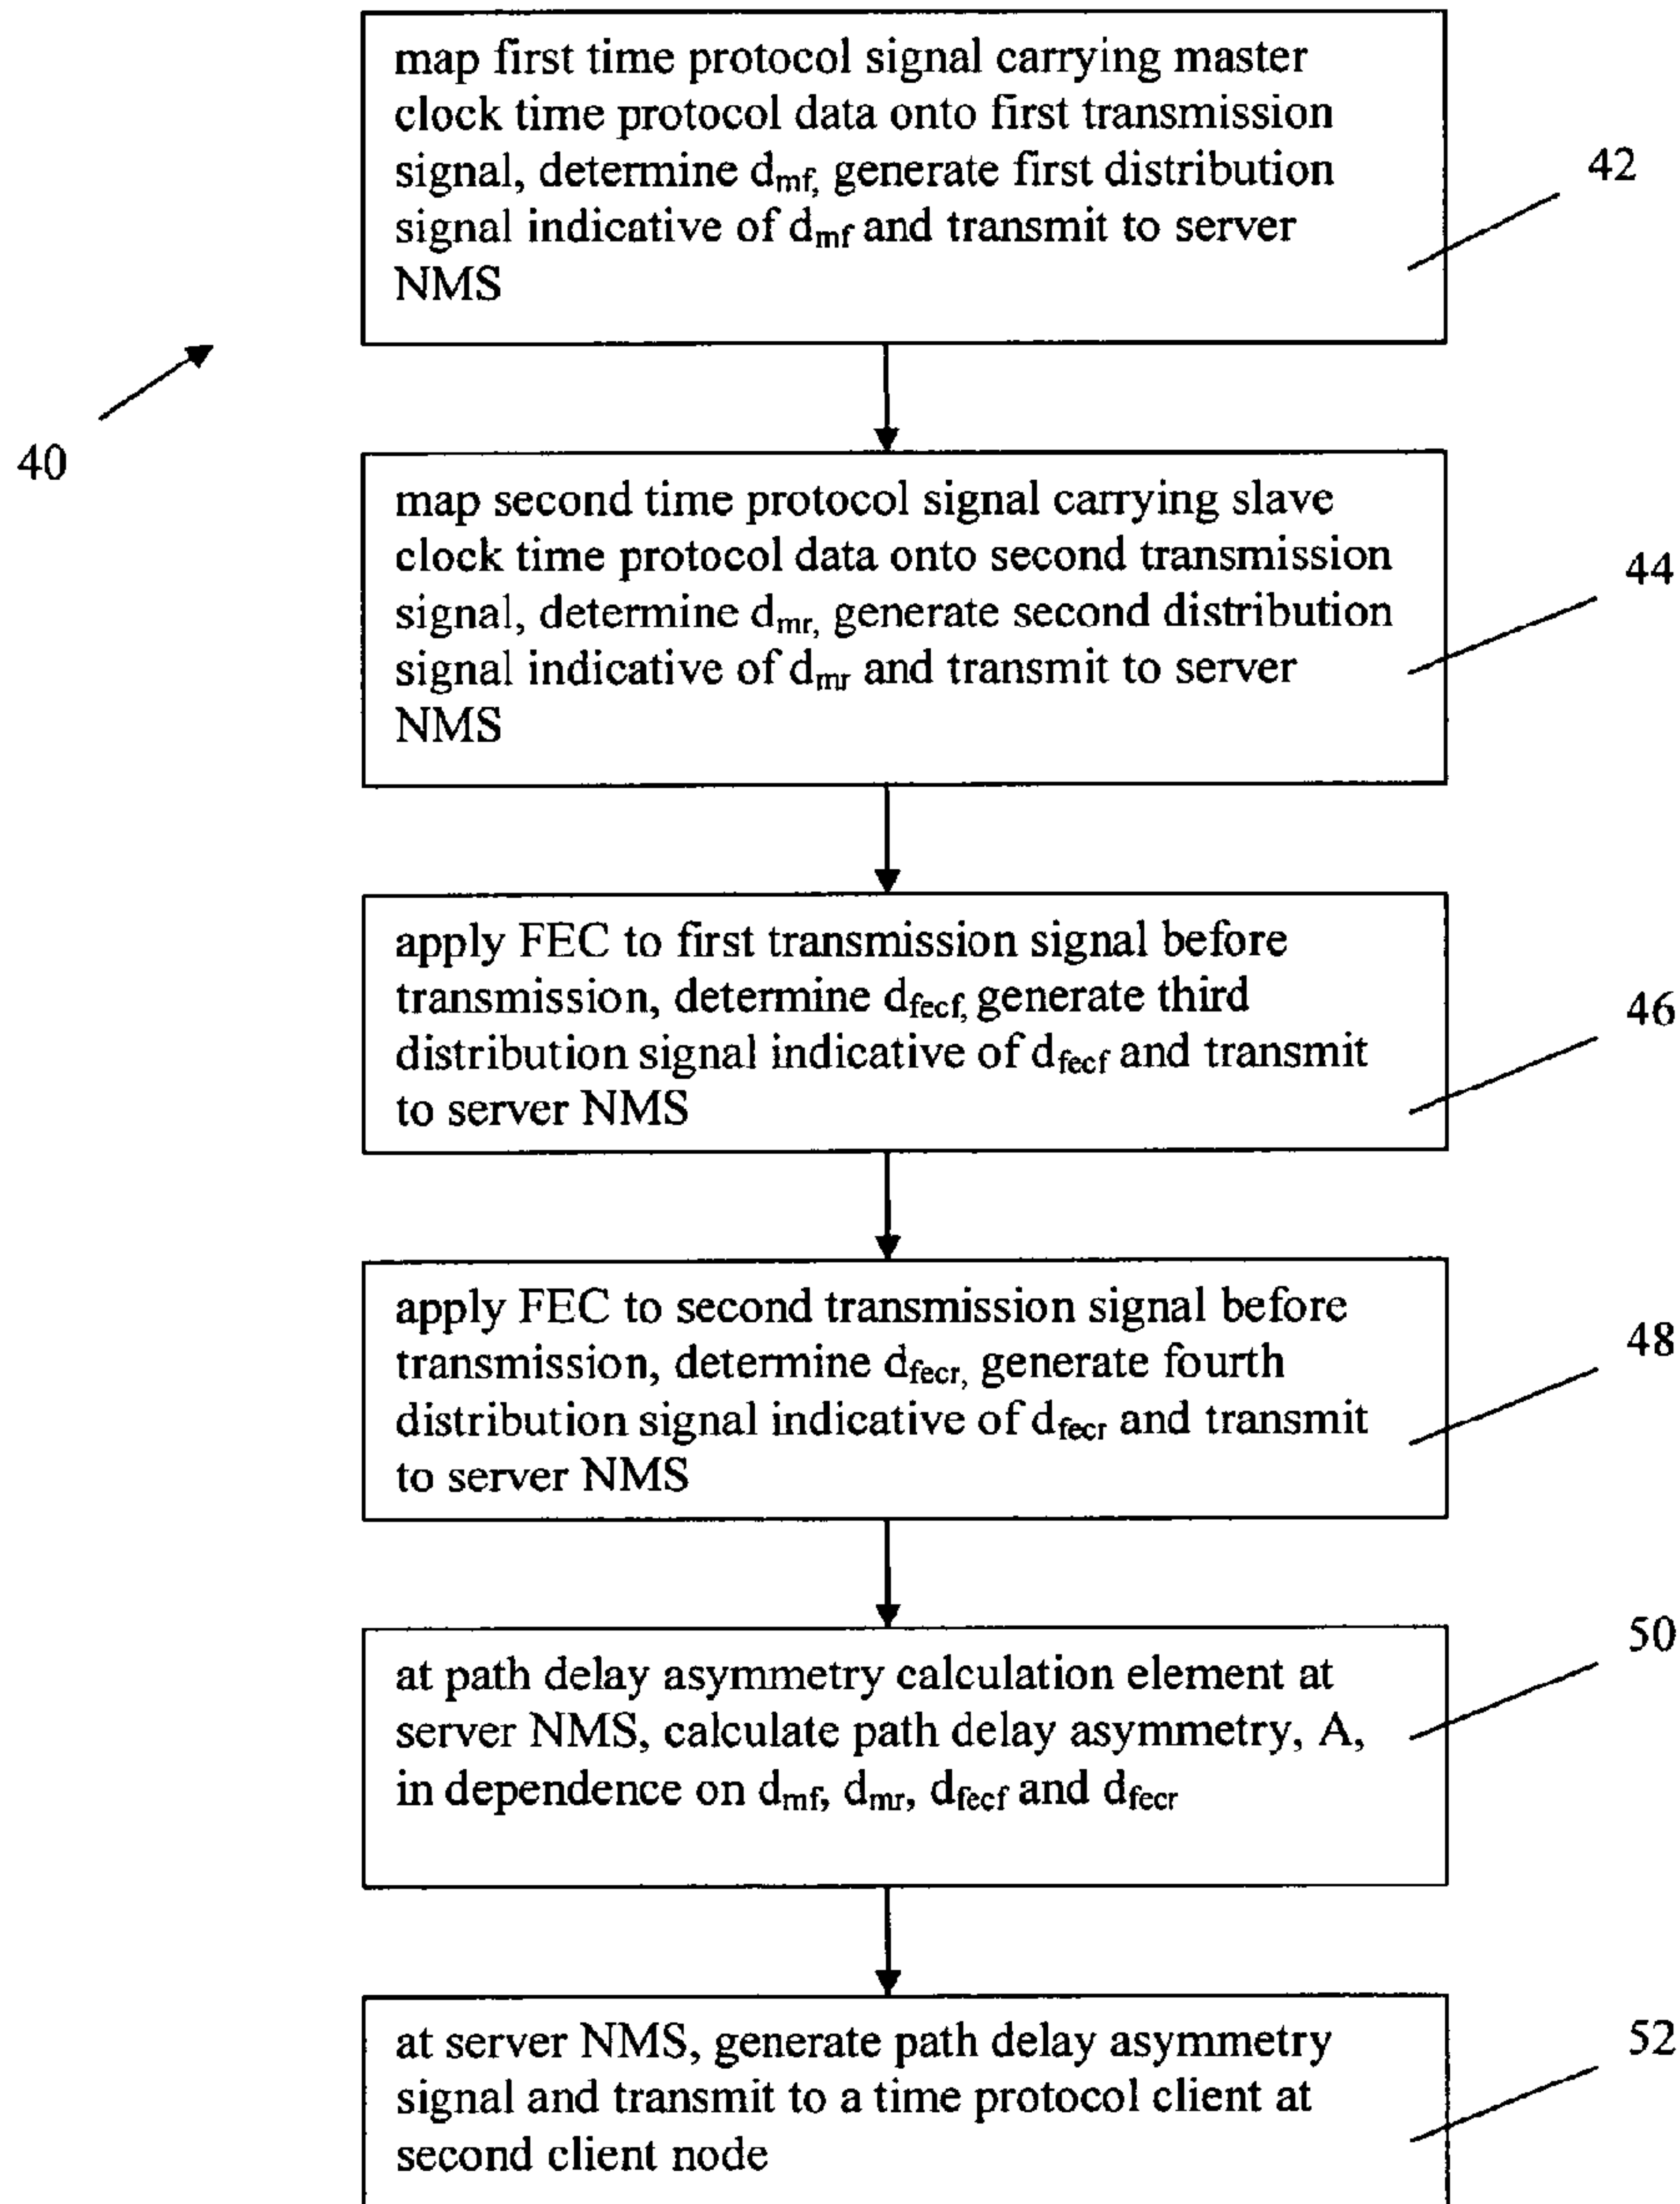 map first time protocol signal carrying master
clock time protocol data onto first transmission
signal, determine dmf, generate first distribution
signal indicative of dmf and transmit to server
NMS
42
40
map second time protocol signal carrying slave
clock time protocol data onto second transmission
signal, determine dmr, generate second distribution
signal indicative of dmr and transmit to server
NMS
44
apply FEC to first transmission signal before
transmission, determine dfecf, generate third
distribution signal indicative of dfecf and transmit
to server NMS
46
apply FEC to second transmission signal before
transmission, determine dfecr, generate fourth
distribution signal indicative of dfecr and transmit
to server NMS
48
at path delay asymmetry calculation element at
server NMS, calculate path delay asymmetry, A,
in dependence on dmf, dmr, dfecf and dfecr
50
at server NMS, generate path delay asymmetry
signal and transmit to a time protocol client at
second client node
52